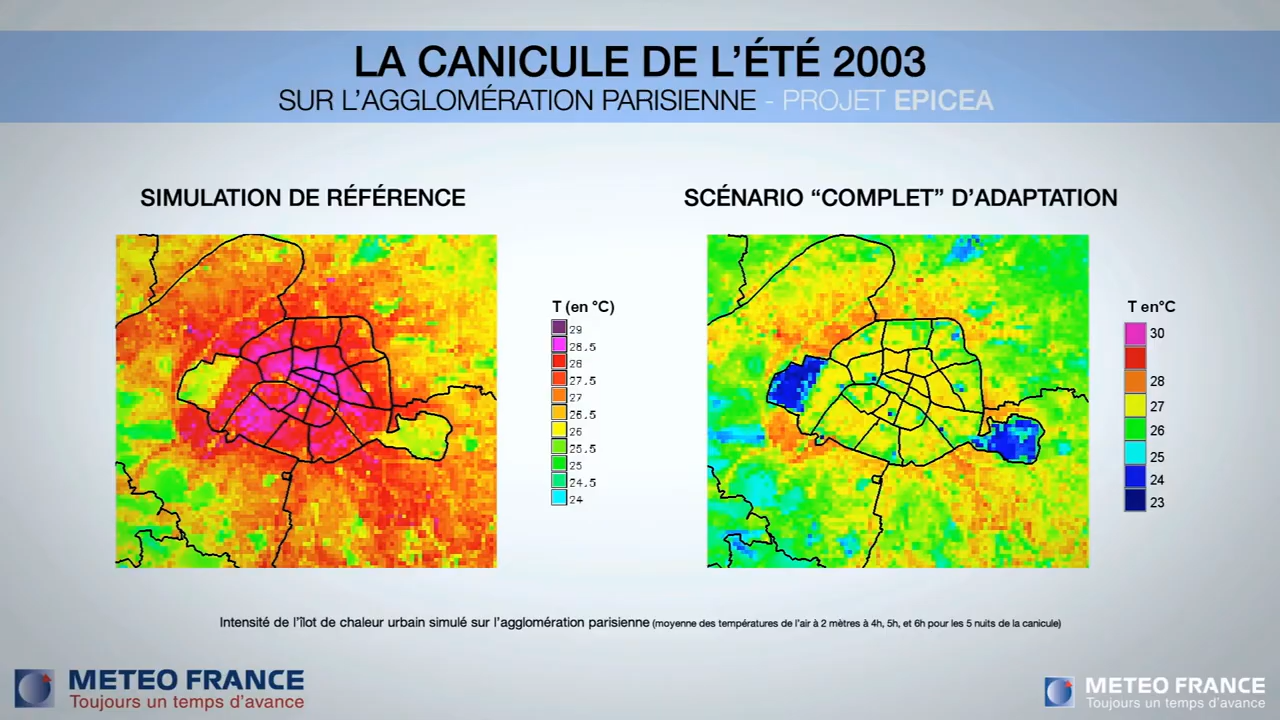 LA CANICULE DE L'ÉTÉ 2003
SUR L'AGGLOMÉRATION PARISIENNE - PROJET EPICEA
SIMULATION DE RÉFÉRENCE
SCÉNARIO “COMPLET” D'ADAPTATION
T (en °C)
29
28.5
28
27.5
27
26.5
26
25.5
25
24.5
24
T en°C
30
28
27
26
25
24
23
Intensité de l'îlot de chaleur urbain simulé sur l'agglomération parisienne (moyenne des températures de l'air à 2 mètres à 4h, 5h, et 6h pour les 5 nuits de la canicule)
METEO FRANCE
Toujours un temps d'avance
METEO FRANCE
Toujours un temps d'avance